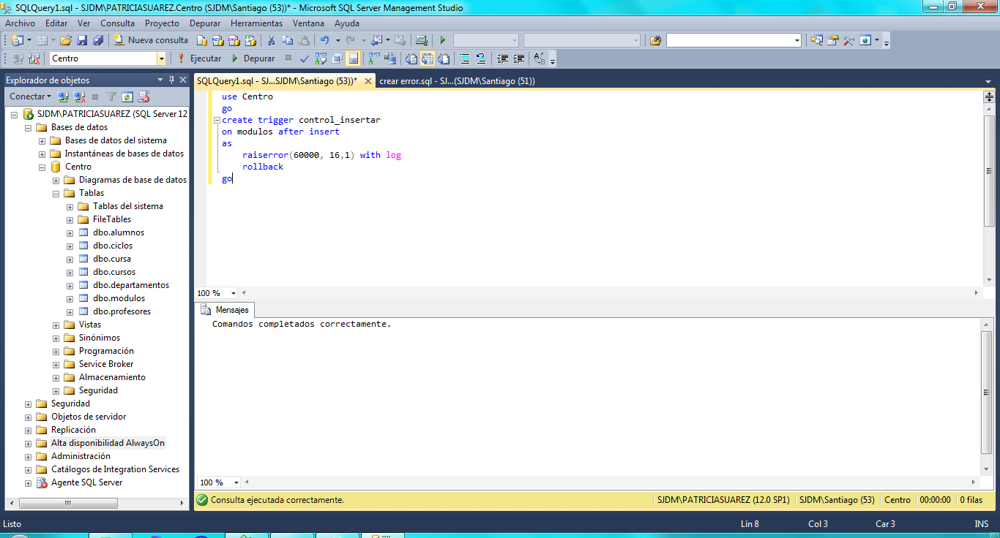 SQLQuery1.sql - SJDM\PATRICIASUAREZ.Centro (SJDM\Santiago (53))* - Microsoft SQL Server Management Studio
Archivo Editar Ver Consulta Proyecto Depurar Herramientas Ventana Ayuda
Nueva consulta
Centro Ejecutar Depurar
Explorador de objetos
Conectar
SJDM\PATRICIASUAREZ (SQL Server 12
Bases de datos
Bases de datos del sistema
Instantáneas de bases de datos
Centro
Diagramas de base de datos
Tablas
Tablas del sistema
FileTables
dbo.alumnos
dbo.ciclos
dbo.cursa
dbo.cursos
dbo.departamentos
dbo.modulos
dbo.profesores
Vistas
Sinónimos
Programación
Service Broker
Almacenamiento
Seguridad
Seguridad
Objetos de servidor
Replicación
Alta disponibilidad AlwaysOn
Administración
Catálogos de Integration Services
Agente SQL Server
SQLQuery1.sql - SJ...SJDM\Santiago (53))* crear error.sql - SJ...(SJDM\Santiago (51))
use Centro
go
create trigger control_insertar
on modulos after insert
as
raiserror(60000, 16,1) with log
rollback
go
100 %
Mensajes
Comandos completados correctamente.
100 %
Consulta ejecutada correctamente. SJDM\PATRICIASUAREZ (12.0 SP1) SJDM\Santiago (53) Centro 00:00:00 0 filas
Listo Lín 8 Col 3 Car 3 INS